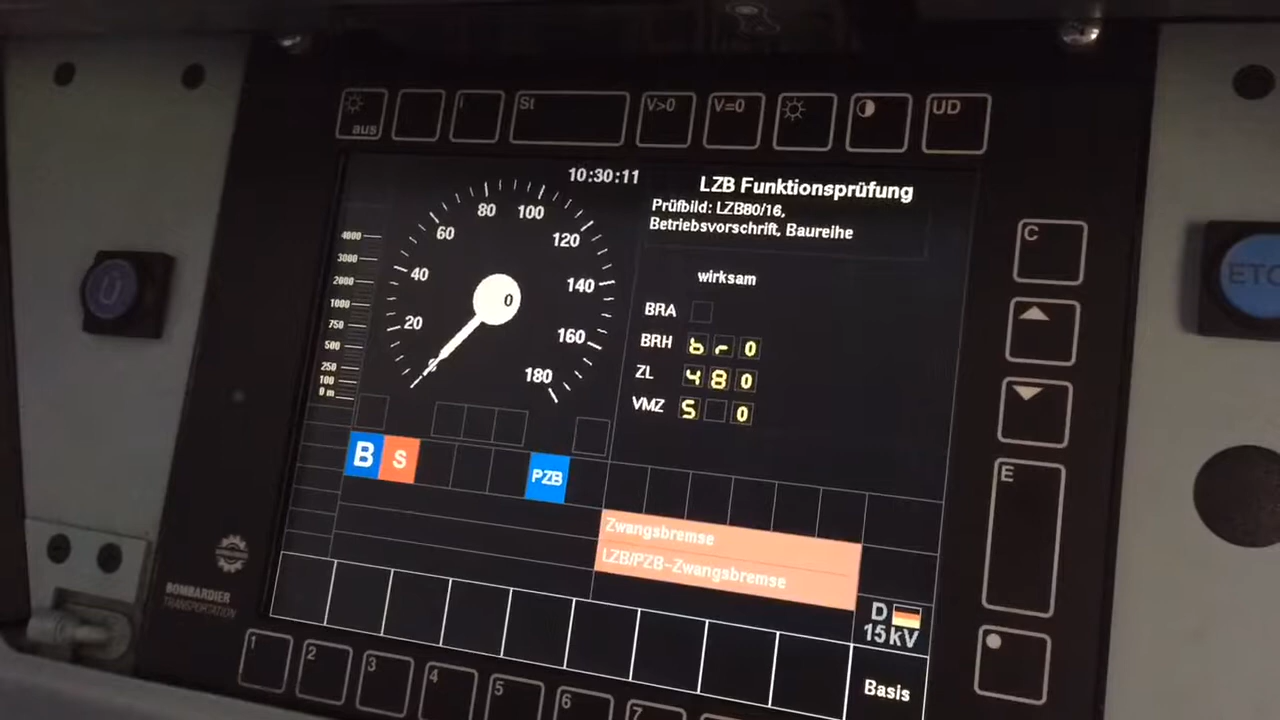 aus
i
St
V>0
V=0
UD
10:30:11
LZB Funktionsprüfung
Prüfbild: LZB80/16,
Betriebsvorschrift, Baureihe
wirksam
BRA
BRH br 0
ZL 480
VMZ 5 0
4000
3000
2000
1000
750
500
250
100
0 m
20
40
60
80
100
120
140
160
180
0
B S
PZB
Zwangsbremse
LZB/PZB-Zwangsbremse
D
15kV
Basis
C
E
BOMBARDIER
TRANSPORTATION
1
2
3
4
5
6
7